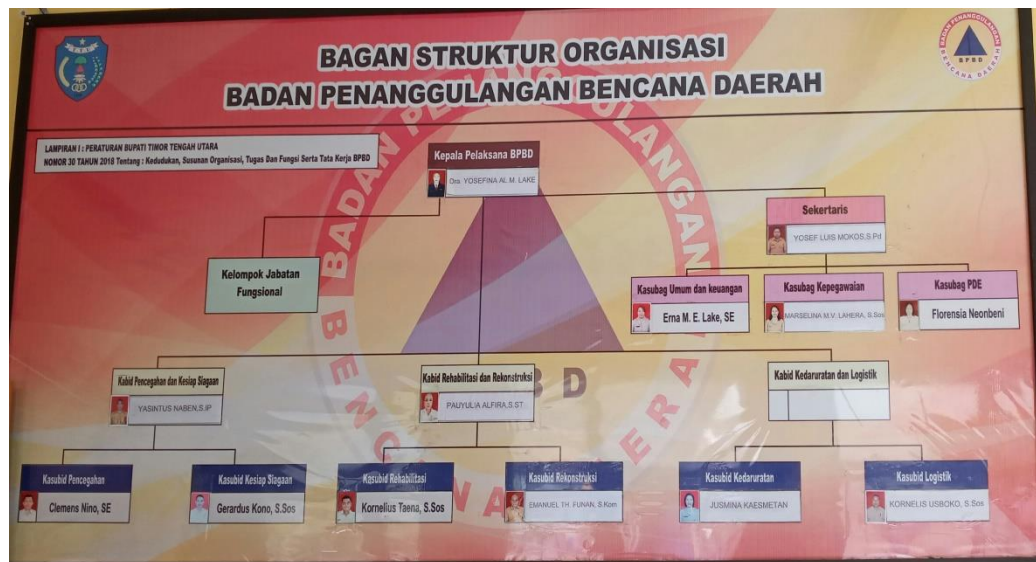 BAGAN STRUKTUR ORGANISASI
BADAN PENANGGULANGAN BENCANA DAERAH
BADAN PENANGGULANGAN
BPBD
BENCANA DAERAH
LAMPIRAN I : PERATURAN BUPATI TIMOR TENGAH UTARA
NOMOR 30 TAHUN 2018 Tentang : Kedudukan, Susunan Organisasi, Tugas Dan Fungsi Serta Tata Kerja BPBD
Kepala Pelaksana BPBD
Dra. YOSEFINA AL. M. LAKE
Sekertaris
YOSEF LUIS MOKOS,S.Pd
Kelompok Jabatan
Fungsional
Kasubag Umum dan keuangan
Erna M. E. Lake, SE
Kasubag Kepegawaian
MARSELINA M.V. LAHERA, S.Sos
Kasubag PDE
Florensia Neonbeni
Kabid Pencegahan dan Kesiap Siagaan
YASINTUS NABEN,S.IP
Kabid Rehabilitasi dan Rekonstruksi
PAUYULIA ALFIRA,S.ST
Kabid Kedaruratan dan Logistik
Kasubid Pencegahan
Clemens Nino, SE
Kasubid Kesiap Siagaan
Gerardus Kono, S.Sos
Kasubid Rehabilitasi
Kornelius Taena, S.Sos
Kasubid Rekonstruksi
EMANUEL TH. FUNAN, S.Kom
Kasubid Kedaruratan
JUSMINA KAESMETAN
Kasubid Logistik
KORNELIS USBOKO, S.Sos